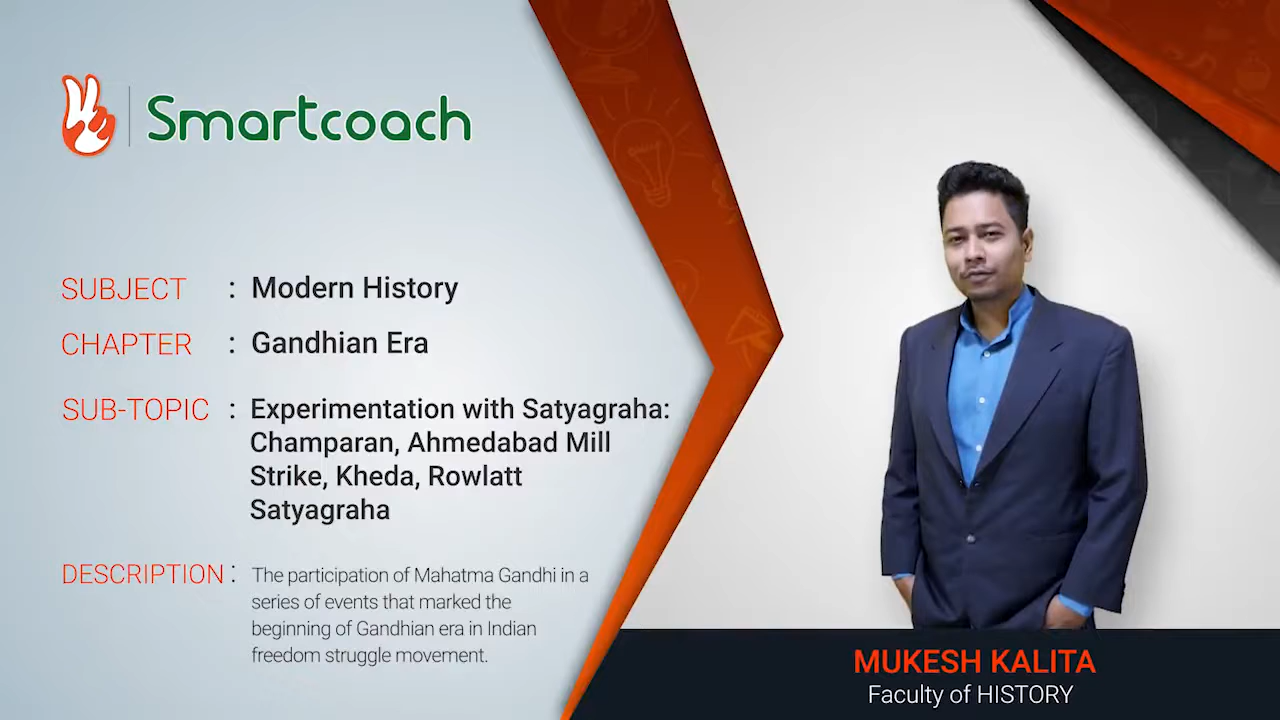 Smartcoach
SUBJECT : Modern History
CHAPTER : Gandhian Era
SUB-TOPIC : Experimentation with Satyagraha:
Champaran, Ahmedabad Mill
Strike, Kheda, Rowlatt
Satyagraha
DESCRIPTION : The participation of Mahatma Gandhi in a
series of events that marked the
beginning of Gandhian era in Indian
freedom struggle movement.
MUKESH KALITA
Faculty of HISTORY